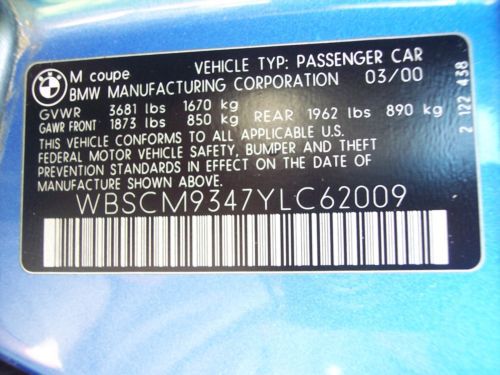 BMW
M coupe VEHICLE TYP: PASSENGER CAR
BMW MANUFACTURING CORPORATION 03/00
GVWR 3681 lbs 1670 kg
GAWR FRONT 1873 lbs 850 kg REAR 1962 lbs 890 kg
THIS VEHICLE CONFORMS TO ALL APPLICABLE U.S.
FEDERAL MOTOR VEHICLE SAFETY, BUMPER AND THEFT
PREVENTION STANDARDS IN EFFECT ON THE DATE
OF MANUFACTURE SHOWN ABOVE.
WBSCM9347YLC62009
2 122 438